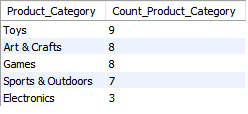 Product_Category Count_Product_Category
Toys 9
Art & Crafts 8
Games 8
Sports & Outdoors 7
Electronics 3